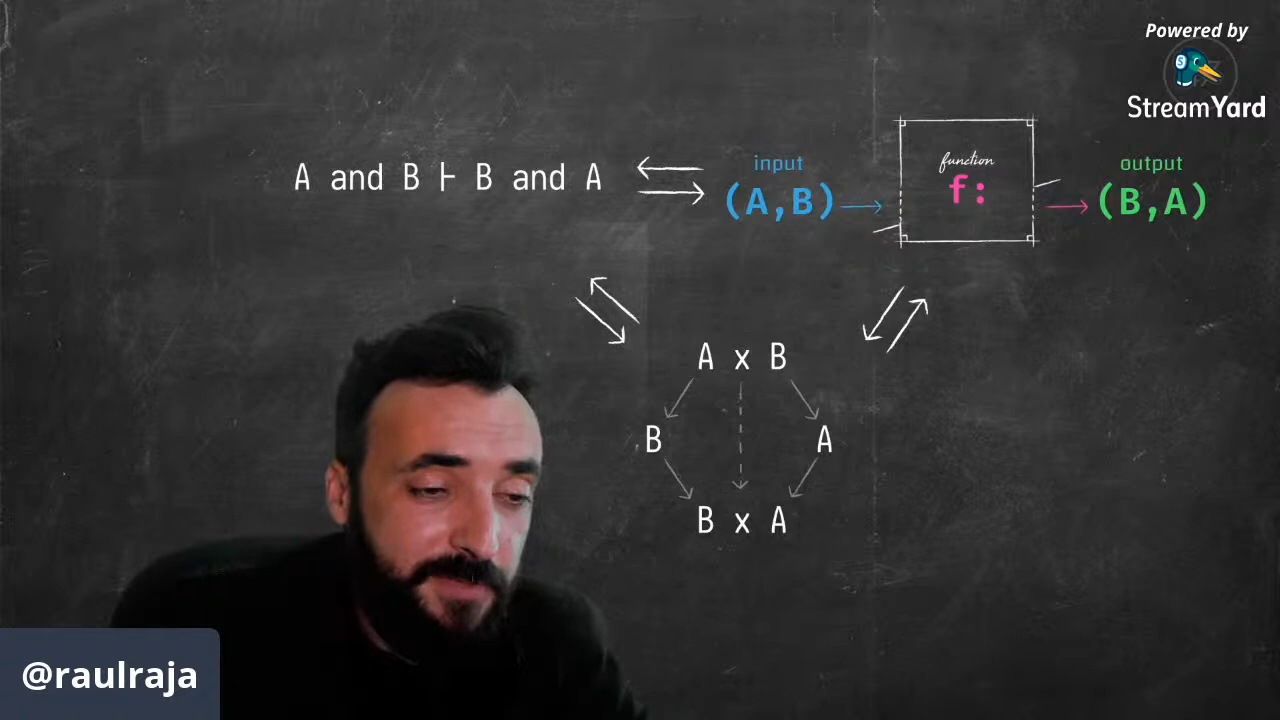 Powered by
StreamYard
A and B ⊢ B and A
input
(A,B)
function
f:
output
(B,A)
A x B
B
A
B x A
@raulraja